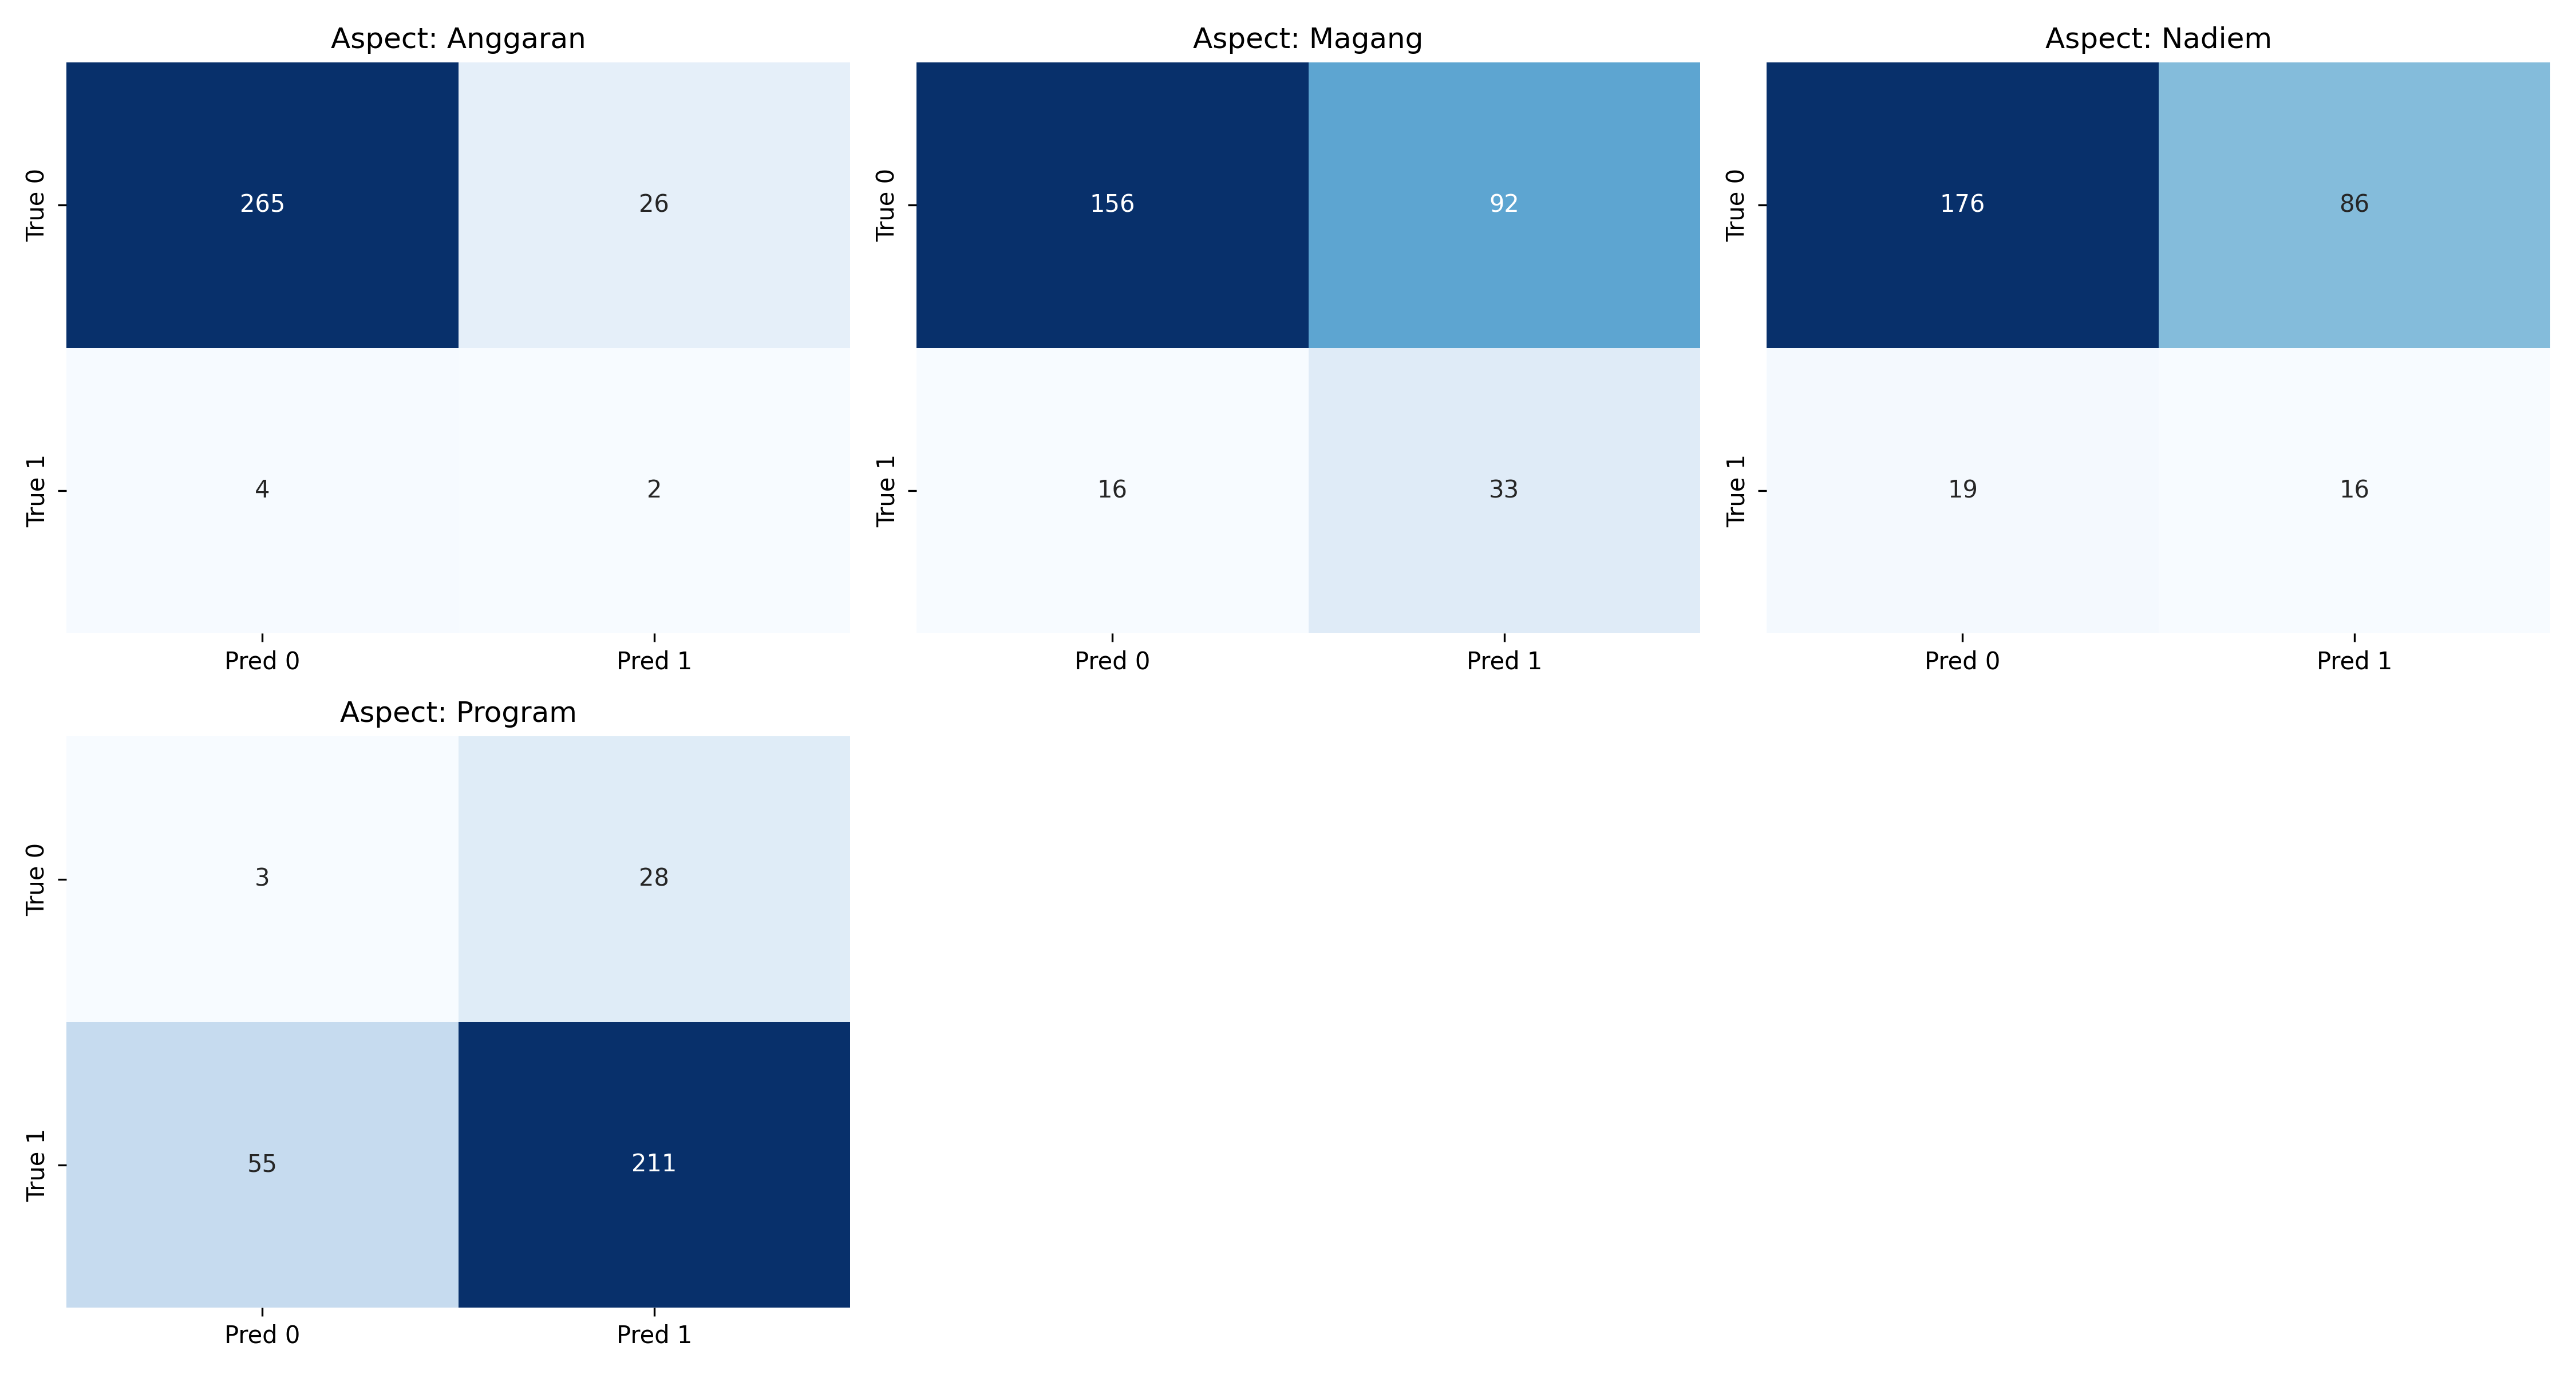 Aspect: Anggaran
True 0
265
26
True 1
4
2
Pred 0
Pred 1
Aspect: Magang
True 0
156
92
True 1
16
33
Pred 0
Pred 1
Aspect: Nadiem
True 0
176
86
True 1
19
16
Pred 0
Pred 1
Aspect: Program
True 0
3
28
True 1
55
211
Pred 0
Pred 1